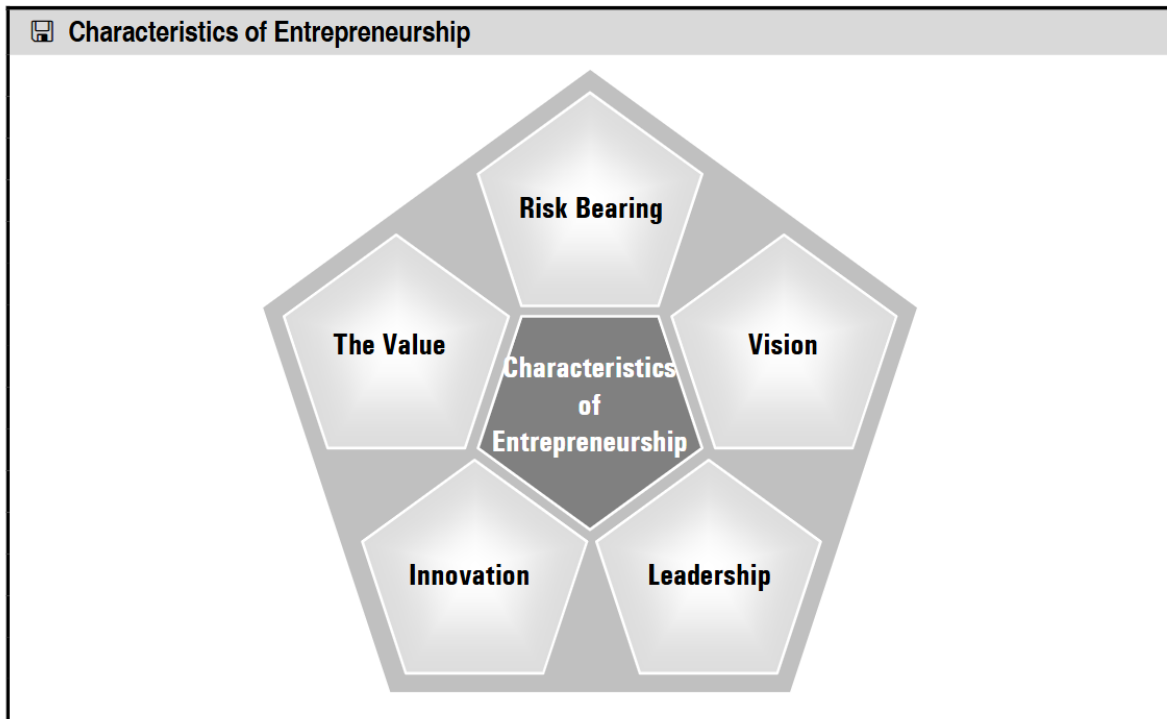 Characteristics of Entrepreneurship
Risk Bearing
The Value
Vision
Characteristics
of
Entrepreneurship
Innovation
Leadership